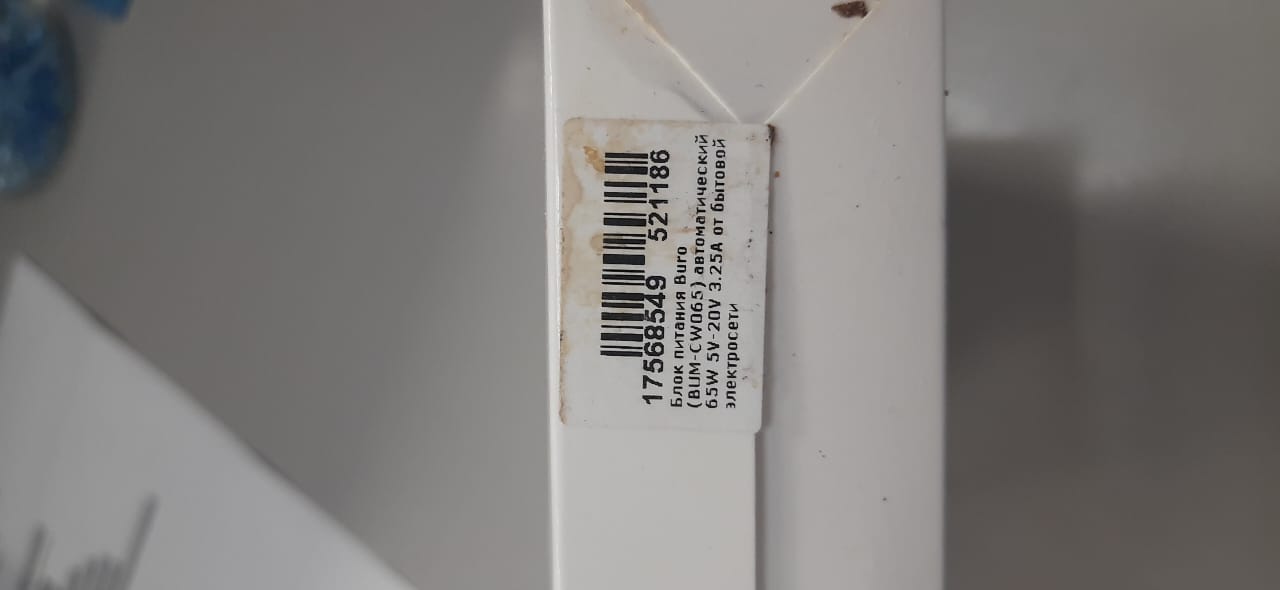 17568549 521186
Блок питания Buro
(BUM-CW065) автоматический
65W 5V-20V 3.25A от бытовой
электросети